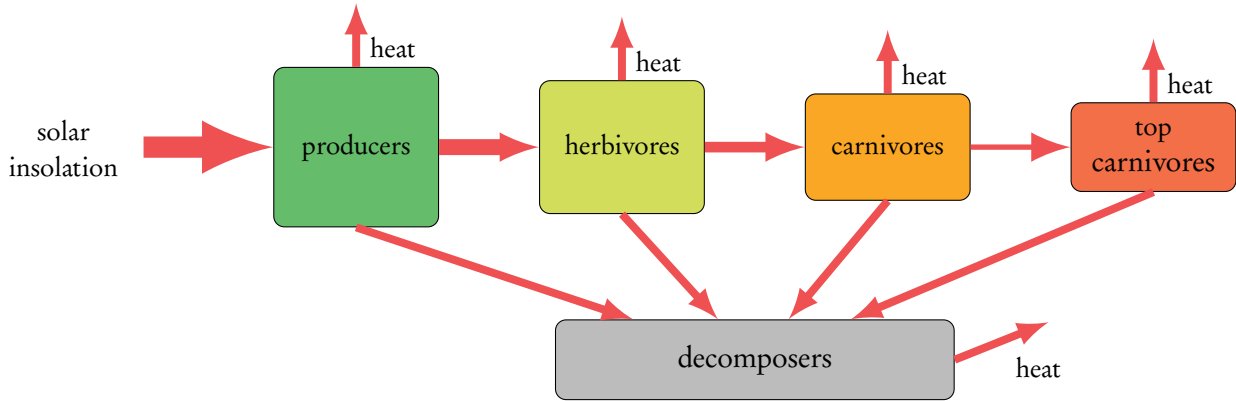 heat
heat
heat
heat
solar
insolation
producers
herbivores
carnivores
top
carnivores
decomposers
heat